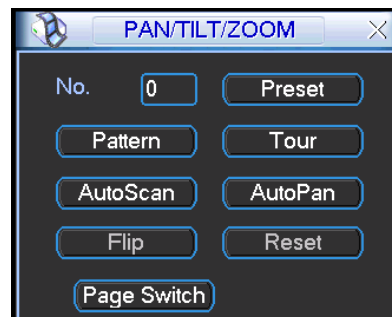 PAN/TILT/ZOOM
No. 0 Preset
Pattern Tour
AutoScan AutoPan
Flip Reset
Page Switch